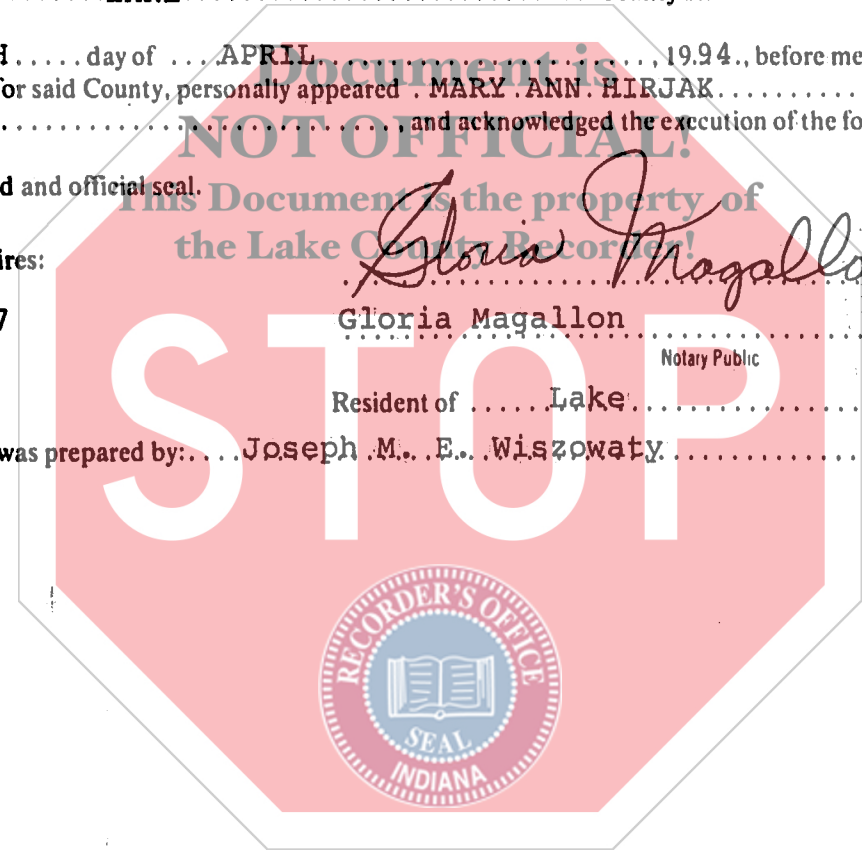 day of .... APRIL ...................., 1994., before me
for said County, personally appeared . MARY ANN HIRJAK ..........
............................, and acknowledged the execution of the fo
d and official seal.
ires:
7
Gloria Magallo
Gloria Magallon
Notary Public
Resident of ...... Lake ................
was prepared by:.... Joseph M. E. Wiszowaty ................
Document is
NOT OFFICIAL!
This Document is the property of
the Lake County Recorder!
STOP
RECORDER'S OFFICE
SEAL
INDIANA